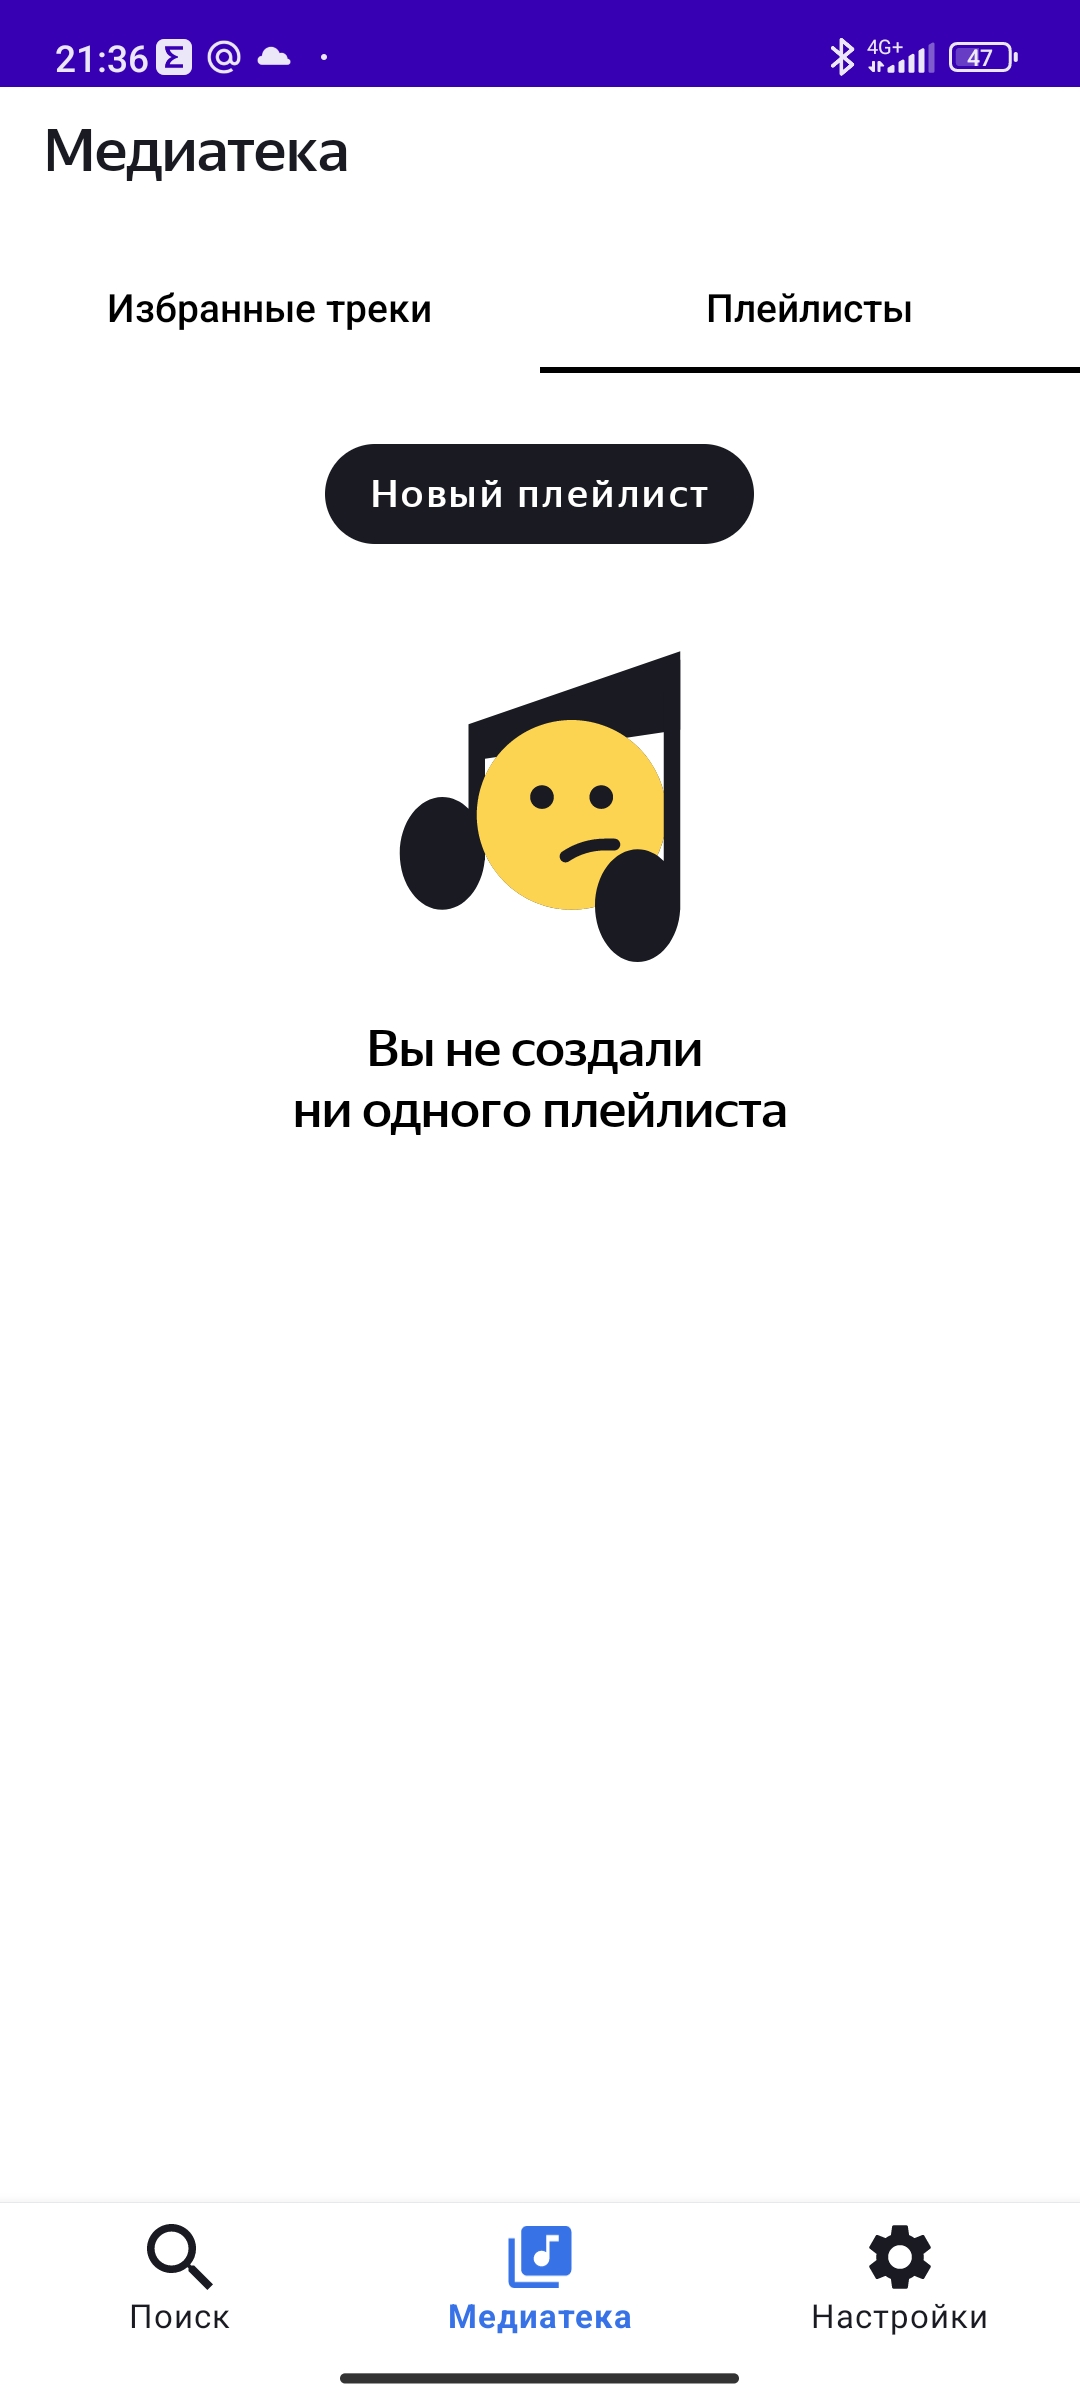 21:36
4G+
47
Медиатека
Избранные треки
Плейлисты
Новый плейлист
Вы не создали
ни одного плейлиста
Поиск
Медиатека
Настройки